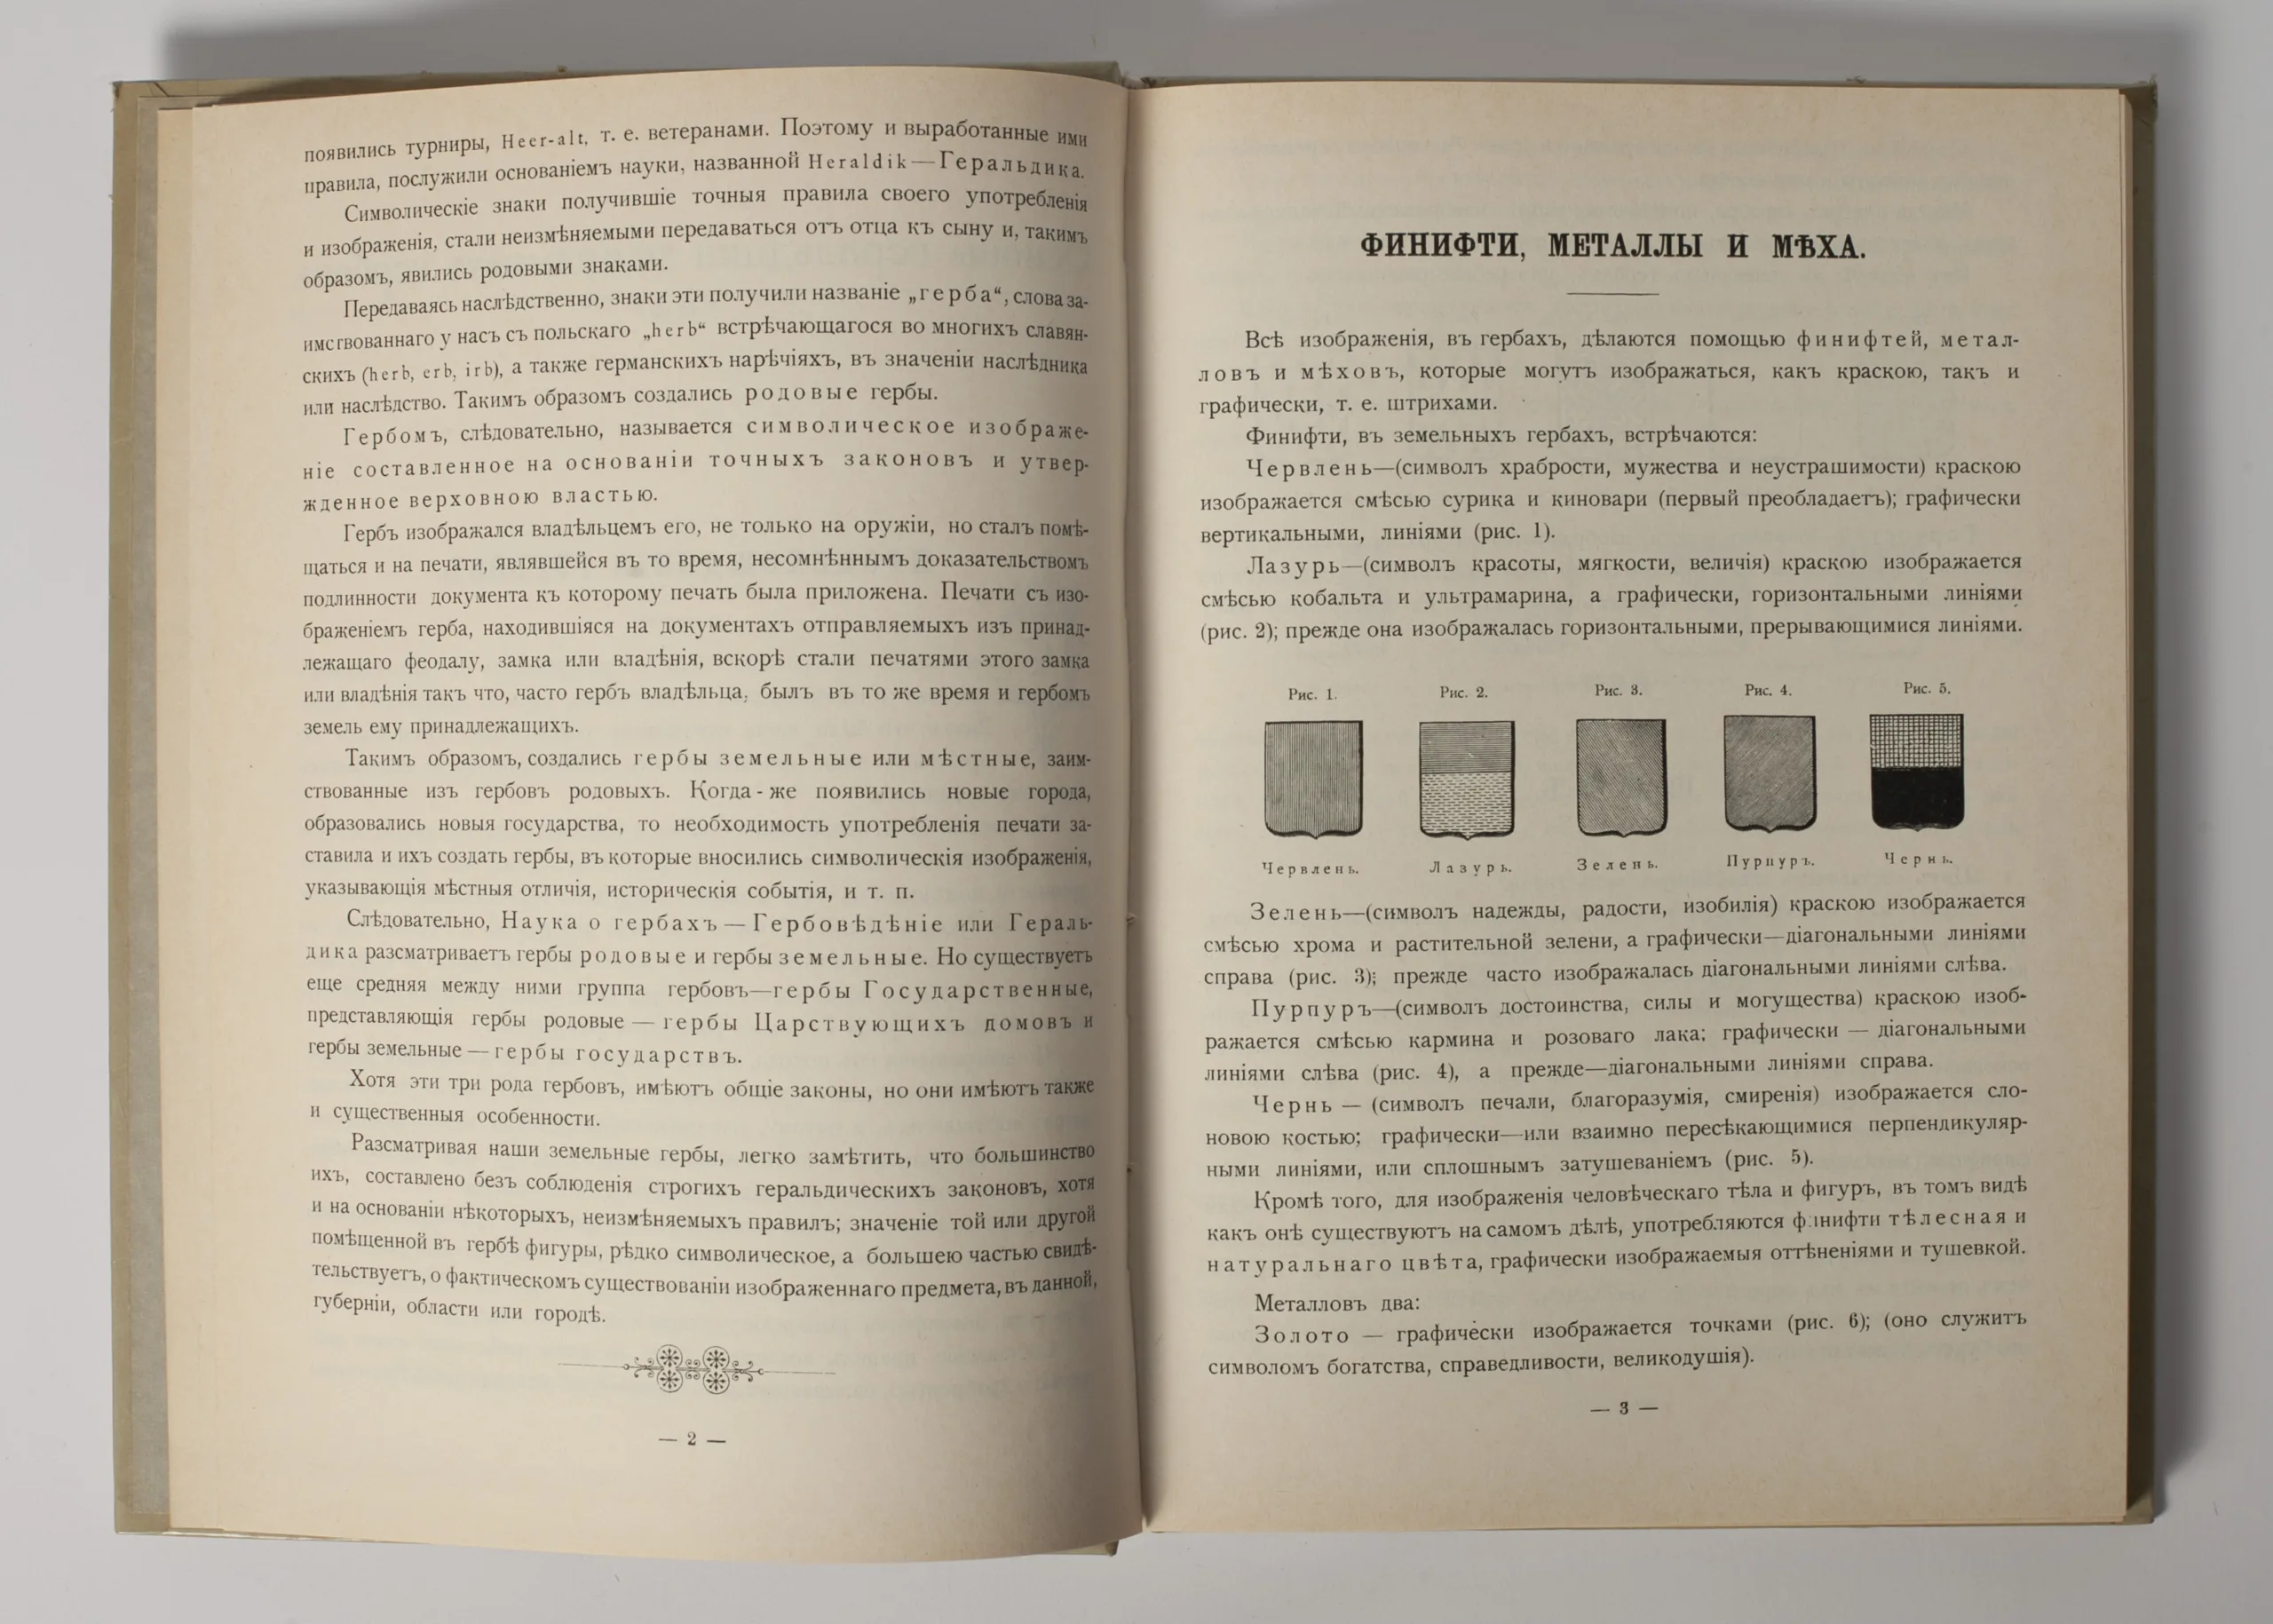 появились турниры, Heer-alt, т. е. ветеранами. Поэтому и выработанные ими
правила, послужили основаніемъ науки, названной Heraldik — Геральдика.
Символическіе знаки получившіе точныя правила своего употребленія
и изображенія, стали неизмѣняемыми передаваться отъ отца къ сыну и, такимъ
образомъ, явились родовыми знаками.
Передаваясь наслѣдственно, знаки эти получили названіе „герба“, слова за-
имствованнаго у насъ съ польскаго „herb“ встрѣчающагося во многихъ славян-
скихъ (herb, erb, irb), а также германскихъ нарѣчіяхъ, въ значеніи наслѣдника
или наслѣдство. Такимъ образомъ создались родовые гербы.
Гербомъ, слѣдовательно, называется символическое изображе-
ніе составленное на основаніи точныхъ законовъ и утвер-
жденное верховною властью.
Гербъ изображался владѣльцемъ его, не только на оружіи, но сталъ помѣ-
щаться и на печати, являвшейся въ то время, несомнѣннымъ доказательствомъ
подлинности документа къ которому печать была приложена. Печати съ изо-
браженіемъ герба, находившіяся на документахъ отправляемыхъ изъ принад-
лежащаго феодалу, замка или владѣнія, вскорѣ стали печатями этого замка
или владѣнія такъ что, часто гербъ владѣльца, былъ въ то же время и гербомъ
земель ему принадлежащихъ.
Такимъ образомъ, создались гербы земельные или мѣстные, заим-
ствованные изъ гербовъ родовыхъ. Когда-же появились новые города,
образовались новыя государства, то необходимость употребленія печати за-
ставила и ихъ создать гербы, въ которые вносились символическія изображенія,
указывающія мѣстныя отличія, историческія событія, и т. п.
Слѣдовательно, Наука о гербахъ — Гербовѣдѣніе или Гераль-
дика разсматриваетъ гербы родовые и гербы земельные. Но существуетъ
еще средняя между ними группа гербовъ—гербы Государственные,
представляющія гербы родовые — гербы Царствующихъ домовъ и
гербы земельные — гербы государствъ.
Хотя эти три рода гербовъ, имѣютъ общіе законы, но они имѣютъ также
и существенныя особенности.
Разсматривая наши земельные гербы, легко замѣтить, что большинство
ихъ, составлено безъ соблюденія строгихъ геральдическихъ законовъ, хотя
и на основаніи нѣкоторыхъ, неизмѣняемыхъ правилъ; значеніе той или другой
помѣщенной въ гербѣ фигуры, рѣдко символическое, а большею частью свидѣ-
тельствуетъ, о фактическомъ существованіи изображеннаго предмета, въ данной,
губерніи, области или городѣ.
— 2 —
ФИНИФТИ, МЕТАЛЛЫ И МѢХА.
Всѣ изображенія, въ гербахъ, дѣлаются помощью финифтей, метал-
ловъ и мѣховъ, которые могутъ изображаться, какъ краскою, такъ и
графически, т. е. штрихами.
Финифти, въ земельныхъ гербахъ, встрѣчаются:
Червлень—(символъ храбрости, мужества и неустрашимости) краскою
изображается смѣсью сурика и киновари (первый преобладаетъ); графически
вертикальными, линіями (рис. 1).
Лазурь—(символъ красоты, мягкости, величія) краскою изображается
смѣсью кобальта и ультрамарина, а графически, горизонтальными линіями
(рис. 2); прежде она изображалась горизонтальными, прерывающимися линіями.
Рис. 1. Рис. 2. Рис. 3. Рис. 4. Рис. 5.
Червлень. Лазурь. Зелень. Пурпуръ. Чернь.
Зелень—(символъ надежды, радости, изобилія) краскою изображается
смѣсью хрома и растительной зелени, а графически—діагональными линіями
справа (рис. 3); прежде часто изображалась діагональными линіями слѣва.
Пурпуръ—(символъ достоинства, силы и могущества) краскою изоб-
ражается смѣсью кармина и розоваго лака; графически — діагональными
линіями слѣва (рис. 4), а прежде—діагональными линіями справа.
Чернь — (символъ печали, благоразумія, смиренія) изображается сло-
новою костью; графически—или взаимно пересѣкающимися перпендикуляр-
ными линіями, или сплошнымъ затушеваніемъ (рис. 5).
Кромѣ того, для изображенія человѣческаго тѣла и фигуръ, въ томъ видѣ
какъ онѣ существуютъ на самомъ дѣлѣ, употребляются финифти тѣлесная и
натуральнаго цвѣта, графически изображаемыя оттѣненіями и тушевкой.
Металловъ два:
Золото — графически изображается точками (рис. 6); (оно служитъ
символомъ богатства, справедливости, великодушія).
— 3 —